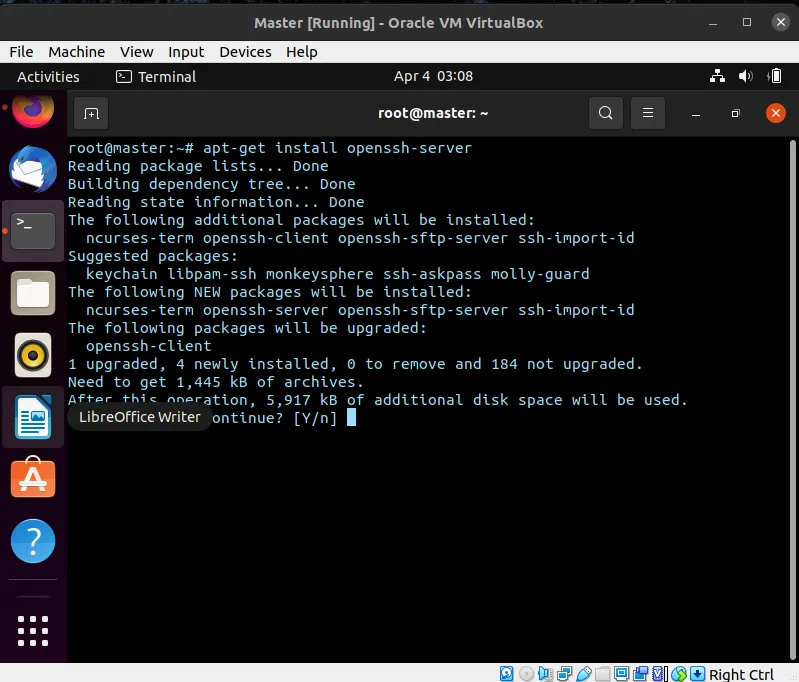 Master [Running] - Oracle VM VirtualBox
File Machine View Input Devices Help
Activities Terminal Apr 4 03:08
root@master: ~
root@master:~# apt-get install openssh-server
Reading package lists... Done
Building dependency tree... Done
Reading state information... Done
The following additional packages will be installed:
ncurses-term openssh-client openssh-sftp-server ssh-import-id
Suggested packages:
keychain libpam-ssh monkeysphere ssh-askpass molly-guard
The following NEW packages will be installed:
ncurses-term openssh-server openssh-sftp-server ssh-import-id
The following packages will be upgraded:
openssh-client
1 upgraded, 4 newly installed, 0 to remove and 184 not upgraded.
Need to get 1,445 kB of archives.
After this operation, 5,917 kB of additional disk space will be used.
LibreOffice Writer ontinue? [Y/n]
Right Ctrl